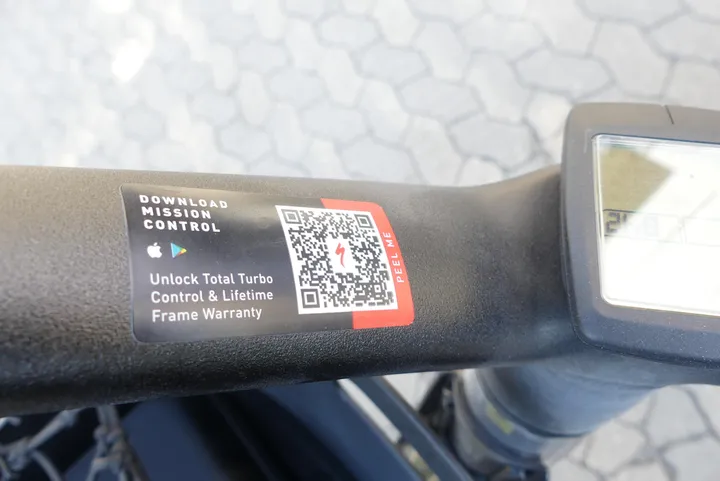 DOWNLOAD
MISSION
CONTROL
Unlock Total Turbo
Control & Lifetime
Frame Warranty
PEEL ME